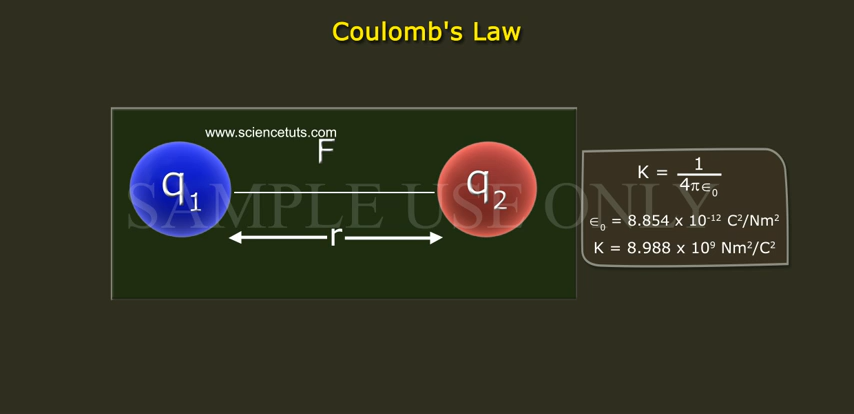 Coulomb's Law
www.sciencetuts.com
F
q₁
q₂
SAMPLE USE ONLY
r
K = 1/4π∈₀
∈₀ = 8.854 x 10⁻¹² C²/Nm²
K = 8.988 x 10⁹ Nm²/C²